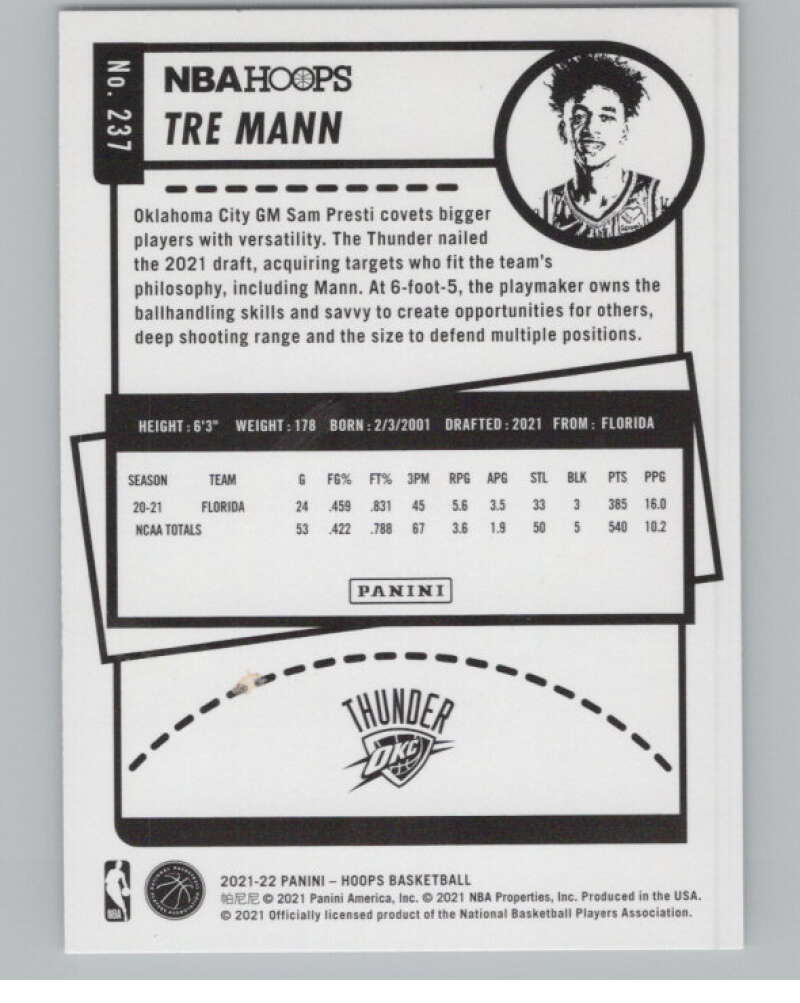 No. 237
NBA HOOPS
TRE MANN
Oklahoma City GM Sam Presti covets bigger
players with versatility. The Thunder nailed
the 2021 draft, acquiring targets who fit the team's
philosophy, including Mann. At 6-foot-5, the playmaker owns the
ballhandling skills and savvy to create opportunities for others,
deep shooting range and the size to defend multiple positions.
HEIGHT: 6'3" WEIGHT: 178 BORN: 2/3/2001 DRAFTED: 2021 FROM: FLORIDA
SEASON TEAM G FG% FT% 3PM RPG APG STL BLK PTS PPG
20-21 FLORIDA 24 .459 .831 45 5.6 3.5 33 3 385 16.0
NCAA TOTALS 53 .422 .788 67 3.6 1.9 50 5 540 10.2
PANINI
THUNDER
OKC
NBA
2021-22 PANINI – HOOPS BASKETBALL
帕尼尼 © 2021 Panini America, Inc. © 2021 NBA Properties, Inc. Produced in the USA.
© 2021 Officially licensed product of the National Basketball Players Association.